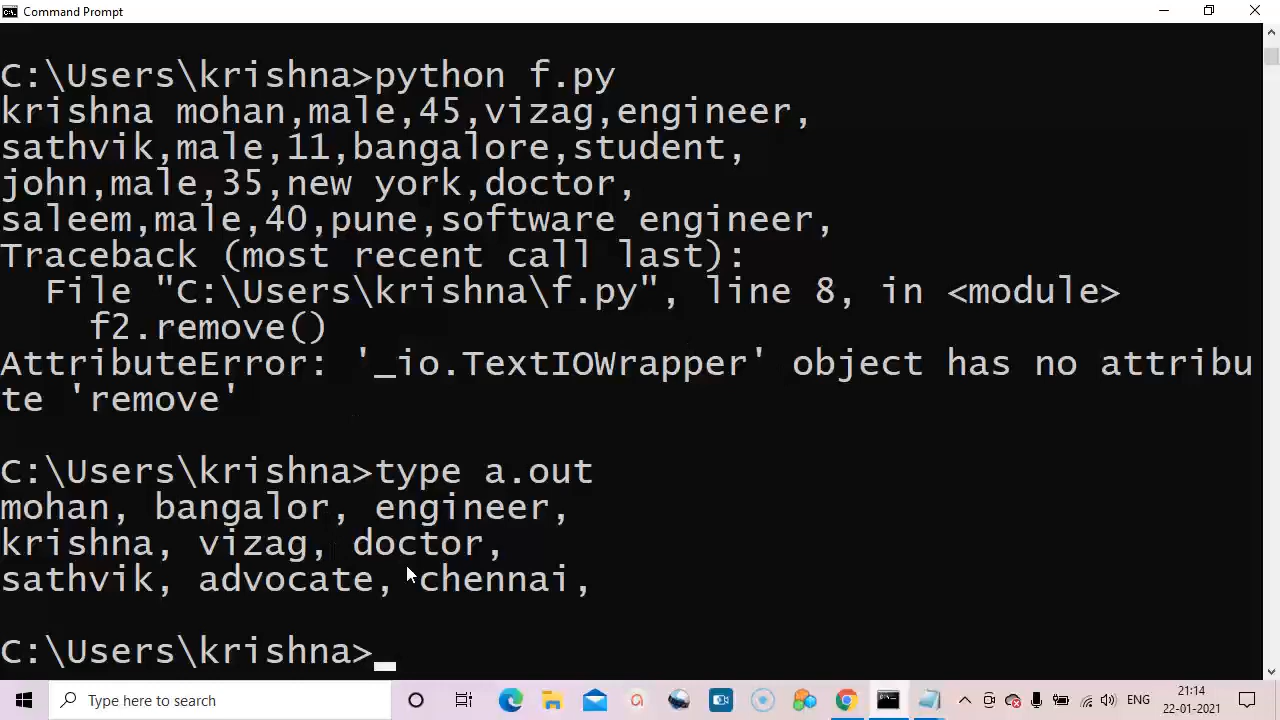 Command Prompt
C:\Users\krishna>python f.py
krishna mohan,male,45,vizag,engineer,
sathvik,male,11,bangalore,student,
john,male,35,new york,doctor,
saleem,male,40,pune,software engineer,
Traceback (most recent call last):
  File "C:\Users\krishna\f.py", line 8, in <module>
    f2.remove()
AttributeError: '_io.TextIOWrapper' object has no attribu
te 'remove'
C:\Users\krishna>type a.out
mohan, bangalor, engineer,
krishna, vizag, doctor,
sathvik, advocate, chennai,
C:\Users\krishna>
Type here to search
ENG
21:14
22-01-2021